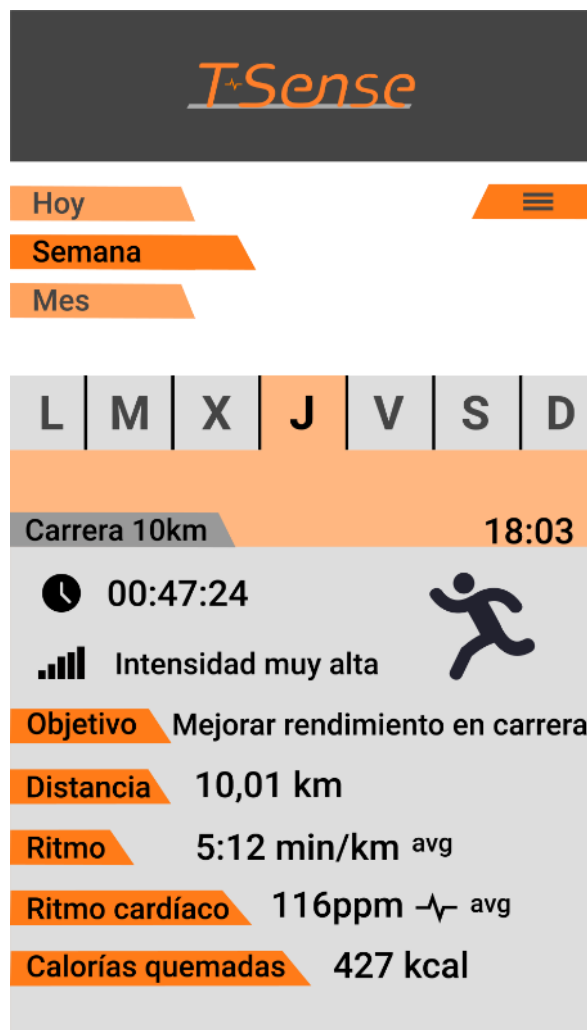 T-Sense
Hoy
Semana
Mes
L M X J V S D
Carrera 10km 18:03
00:47:24
Intensidad muy alta
Objetivo Mejorar rendimiento en carrera
Distancia 10,01 km
Ritmo 5:12 min/km avg
Ritmo cardíaco 116ppm avg
Calorías quemadas 427 kcal